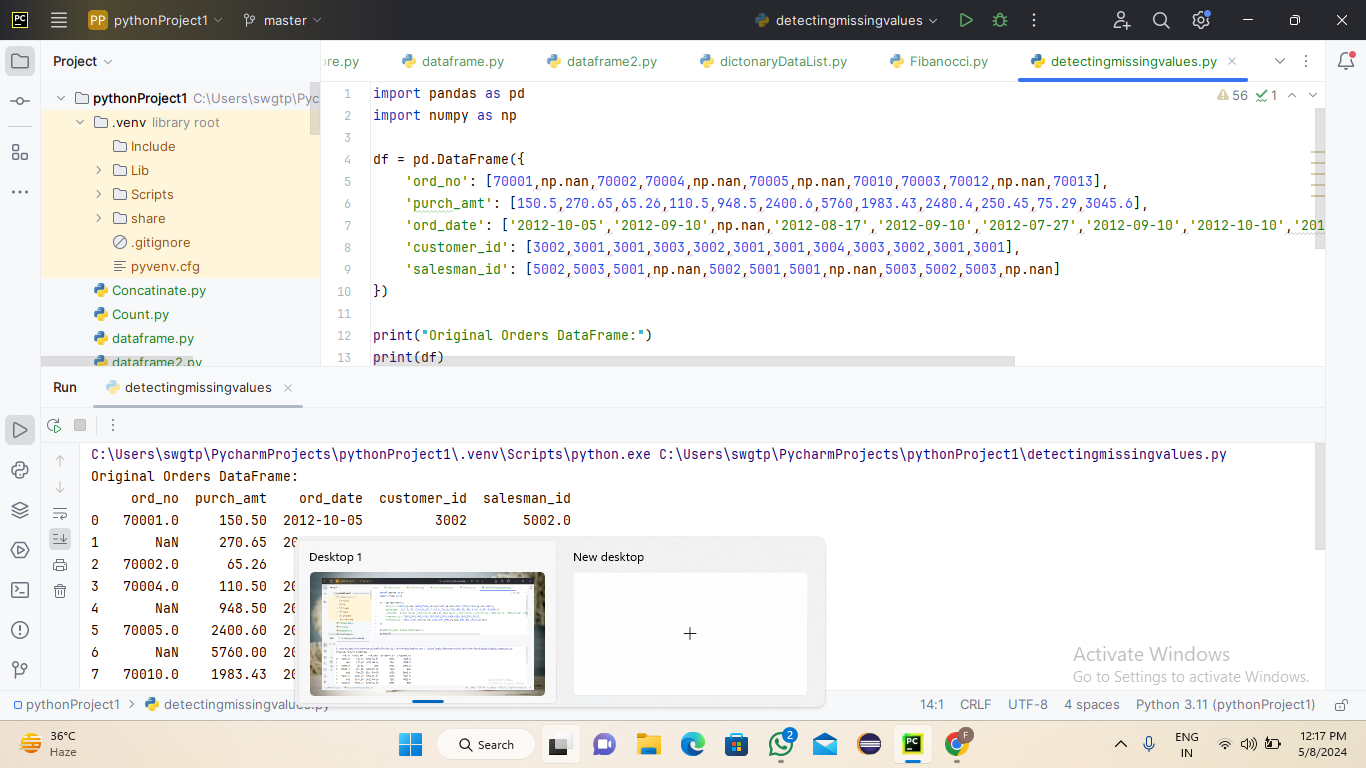 PC PP pythonProject1 master detectingmissingvalues
Project
re.py dataframe.py dataframe2.py dictonaryDataList.py Fibanocci.py detectingmissingvalues.py
pythonProject1 C:\Users\swgtp\Pyc
.venv library root
Include
Lib
Scripts
share
.gitignore
pyvenv.cfg
Concatinate.py
Count.py
dataframe.py
dataframe2.py
56 1
1 import pandas as pd
2 import numpy as np
3
4 df = pd.DataFrame({
5 'ord_no': [70001,np.nan,70002,70004,np.nan,70005,np.nan,70010,70003,70012,np.nan,70013],
6 'purch_amt': [150.5,270.65,65.26,110.5,948.5,2400.6,5760,1983.43,2480.4,250.45,75.29,3045.6],
7 'ord_date': ['2012-10-05','2012-09-10',np.nan,'2012-08-17','2012-09-10','2012-07-27','2012-09-10','2012-10-10','201
8 'customer_id': [3002,3001,3001,3003,3002,3001,3001,3004,3003,3002,3001,3001],
9 'salesman_id': [5002,5003,5001,np.nan,5002,5001,5001,np.nan,5003,5002,5003,np.nan]
10 })
11
12 print("Original Orders DataFrame:")
13 print(df)
Run detectingmissingvalues
C:\Users\swgtp\PycharmProjects\pythonProject1\.venv\Scripts\python.exe C:\Users\swgtp\PycharmProjects\pythonProject1\detectingmissingvalues.py
Original Orders DataFrame:
ord_no purch_amt ord_date customer_id salesman_id
0 70001.0 150.50 2012-10-05 3002 5002.0
1 NaN 270.65 20
2 70002.0 65.26
3 70004.0 110.50 20
4 NaN 948.50 20
5 70005.0 2400.60 20
6 NaN 5760.00 20
7 70010.0 1983.43 20
Desktop 1 New desktop
Activate Windows
Go to Settings to activate Windows.
pythonProject1 detectingmissingvalues.py 14:1 CRLF UTF-8 4 spaces Python 3.11 (pythonProject1)
36°C
Haze
Search
PC
2
F
ENG
IN
12:17 PM
5/8/2024